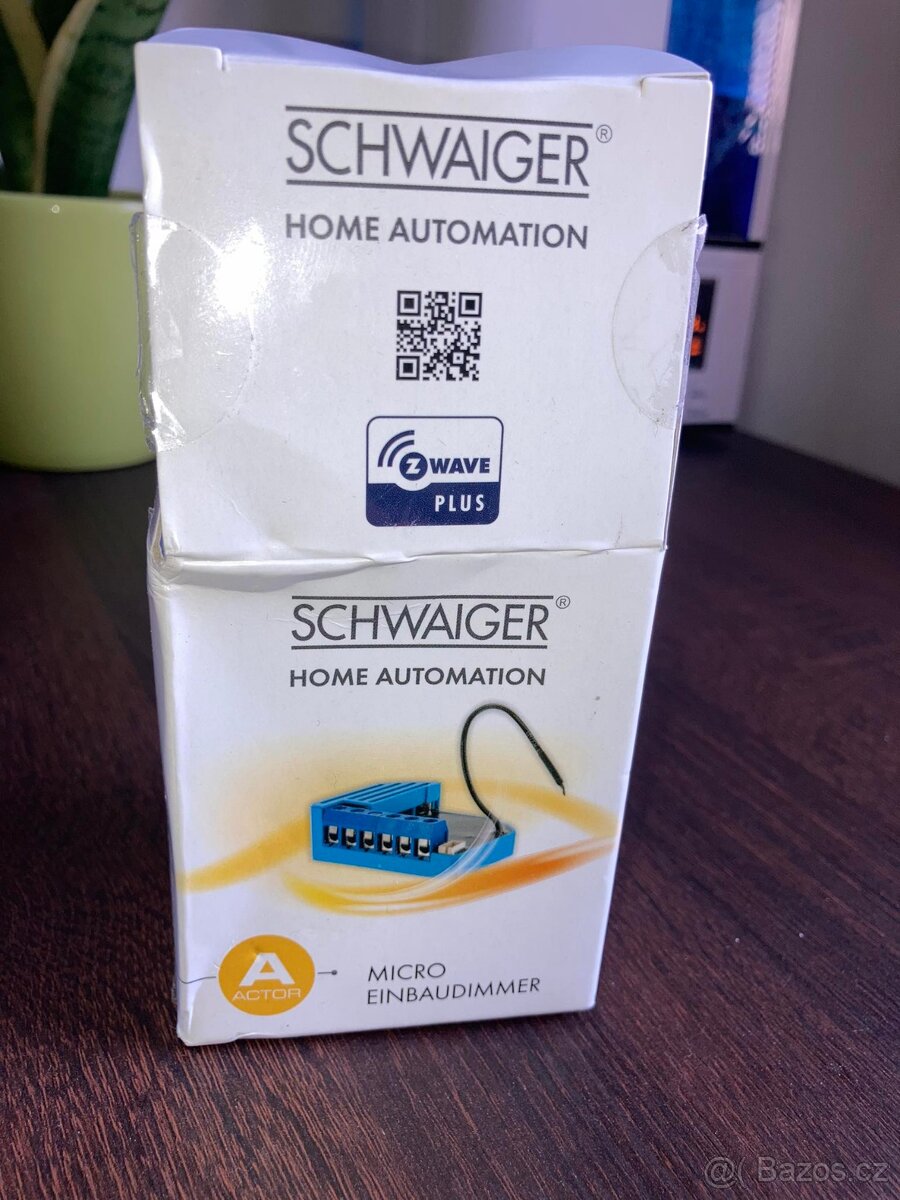 SCHWAIGER®
HOME AUTOMATION
Z WAVE
PLUS
SCHWAIGER®
HOME AUTOMATION
A
ACTOR
MICRO
EINBAUDIMMER
@( Bazos.cz